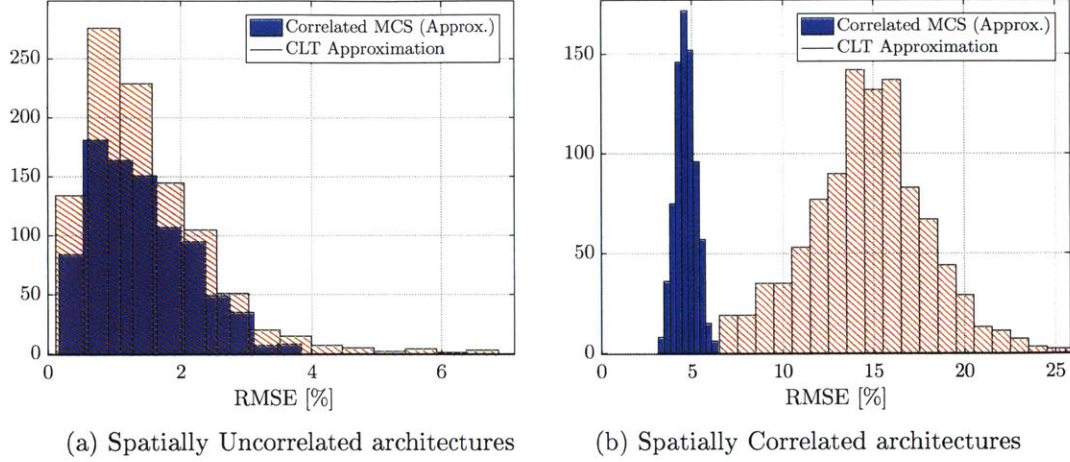 Correlated MCS (Approx.)
CLT Approximation
250
200
150
100
50
0
0 2 4 6
RMSE [%]
(a) Spatially Uncorrelated architectures
Correlated MCS (Approx.)
CLT Approximation
150
100
50
0
0 5 10 15 20 25
RMSE [%]
(b) Spatially Correlated architectures